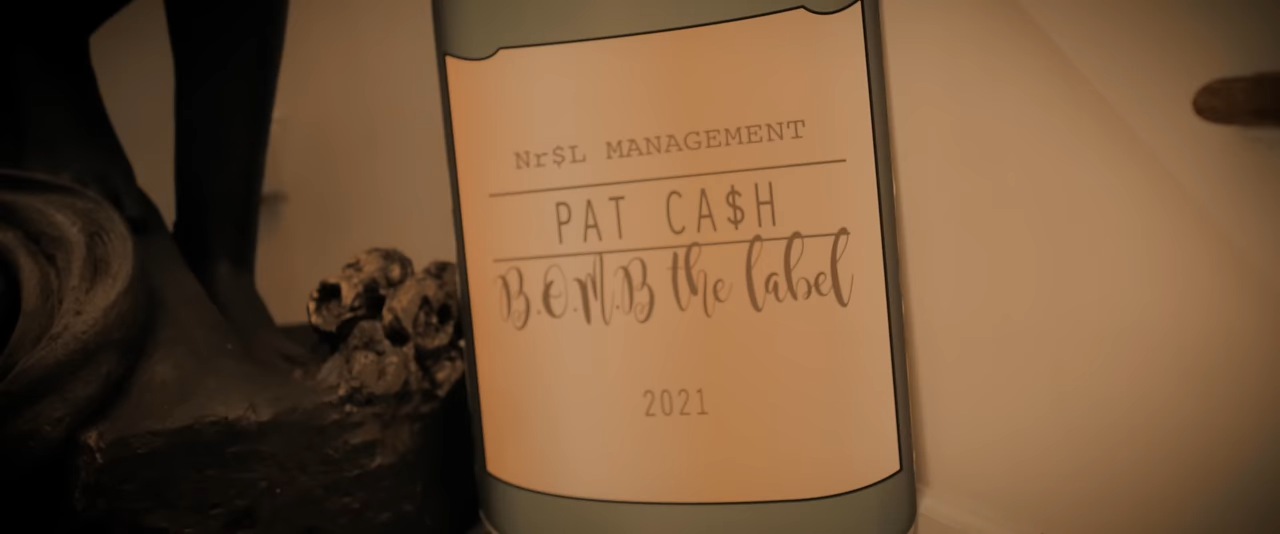 Nr$L MANAGEMENT
PAT CA$H
B.O.M.B the label
2021